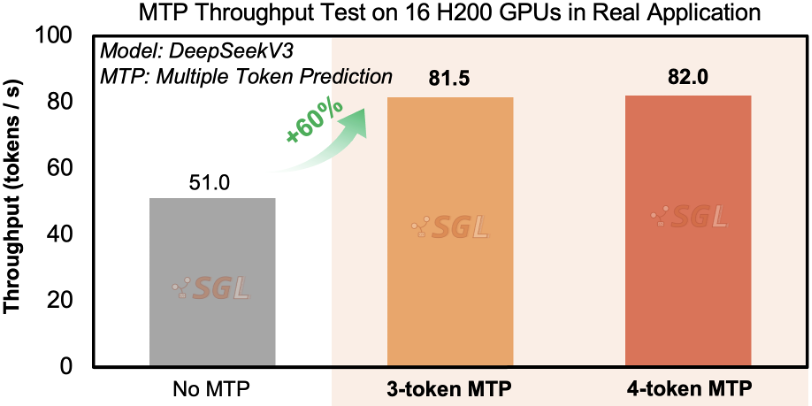 MTP Throughput Test on 16 H200 GPUs in Real Application
Throughput (tokens / s)
100
80
60
40
20
0
Model: DeepSeekV3
MTP: Multiple Token Prediction
+60%
51.0
81.5
82.0
SGL
SGL
SGL
No MTP
3-token MTP
4-token MTP